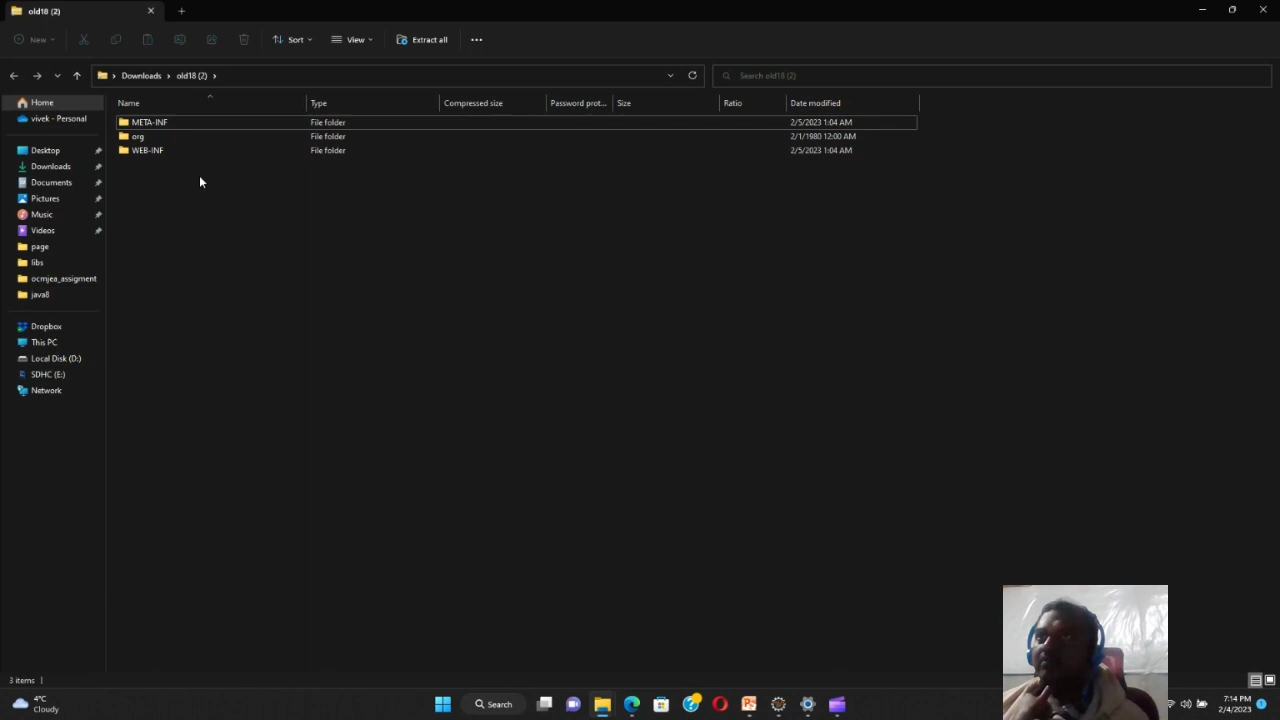 old18 (2)
New
Sort
View
Extract all
Downloads
old18 (2)
Search old18 (2)
Name
Type
Compressed size
Password prot...
Size
Ratio
Date modified
META-INF
File folder
2/5/2023 1:04 AM
org
File folder
2/1/1980 12:00 AM
WEB-INF
File folder
2/5/2023 1:04 AM
Home
vivek - Personal
Desktop
Downloads
Documents
Pictures
Music
Videos
page
libs
ocmjea_assigment
java8
Dropbox
This PC
Local Disk (D:)
SDHC (E:)
Network
3 items
4°C
Cloudy
Search
7:14 PM
2/4/2023